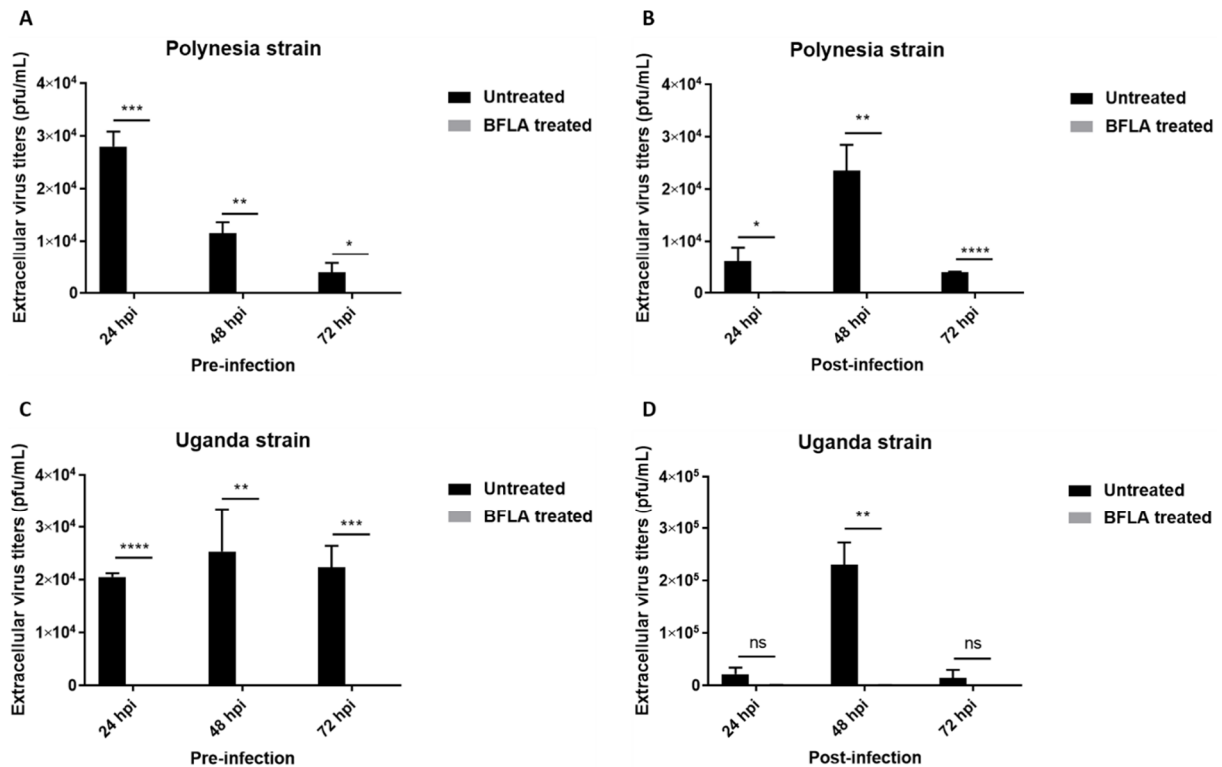 A
Polynesia strain
Extracellular virus titers (pfu/mL)
4×10⁴
3×10⁴
2×10⁴
1×10⁴
0
***
**
*
24 hpi
48 hpi
72 hpi
Pre-infection
Untreated
BFLA treated
B
Polynesia strain
Extracellular virus titers (pfu/mL)
4×10⁴
3×10⁴
2×10⁴
1×10⁴
0
*
**
****
24 hpi
48 hpi
72 hpi
Post-infection
Untreated
BFLA treated
C
Uganda strain
Extracellular virus titers (pfu/mL)
4×10⁴
3×10⁴
2×10⁴
1×10⁴
0
****
**
***
24 hpi
48 hpi
72 hpi
Pre-infection
Untreated
BFLA treated
D
Uganda strain
Extracellular virus titers (pfu/mL)
4×10⁵
3×10⁵
2×10⁵
1×10⁵
0
ns
**
ns
24 hpi
48 hpi
72 hpi
Post-infection
Untreated
BFLA treated